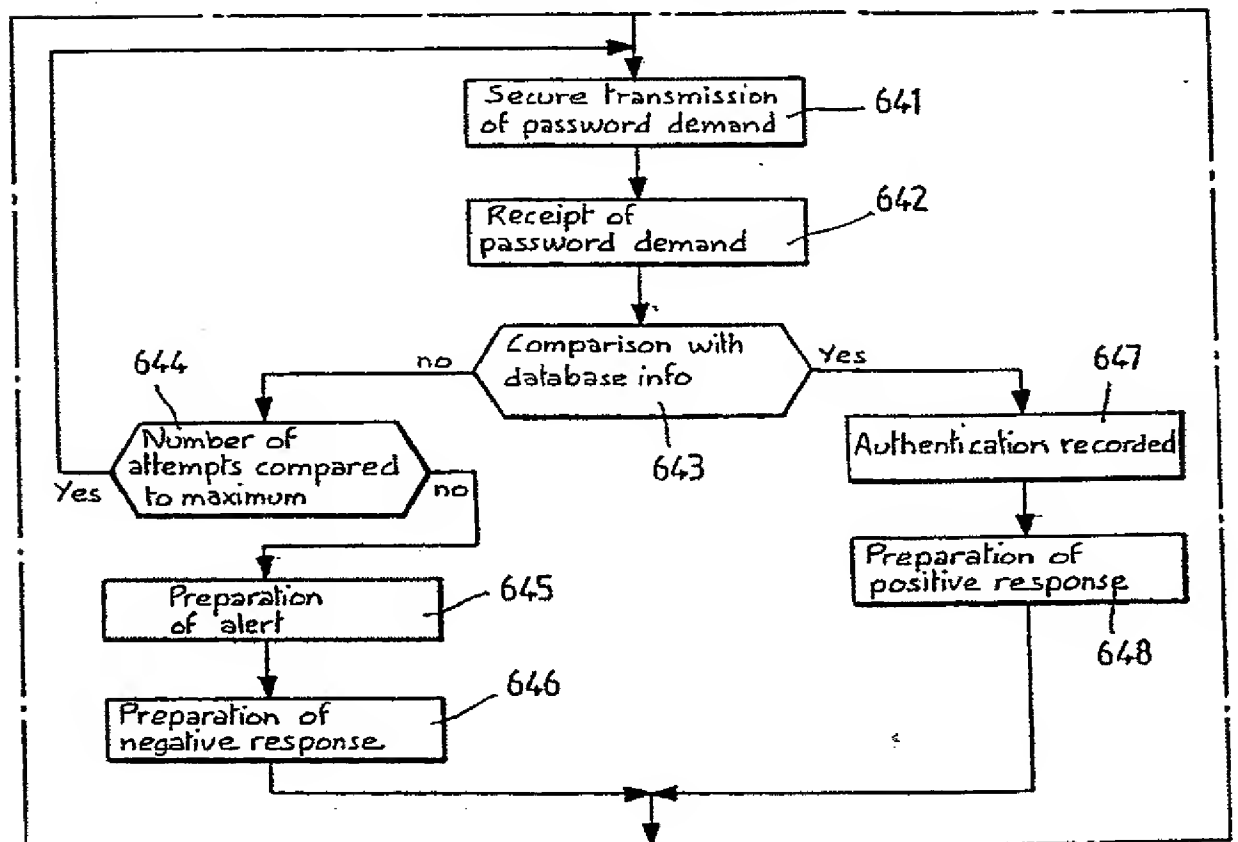 Secure transmission
of password demand
641
Receipt of
password demand
642
Comparison with
database info
643
no
Yes
644
Number of
attempts compared
to maximum
Yes
no
647
Authentication recorded
Preparation of
positive response
648
Preparation
of alert
645
Preparation of
negative response
646